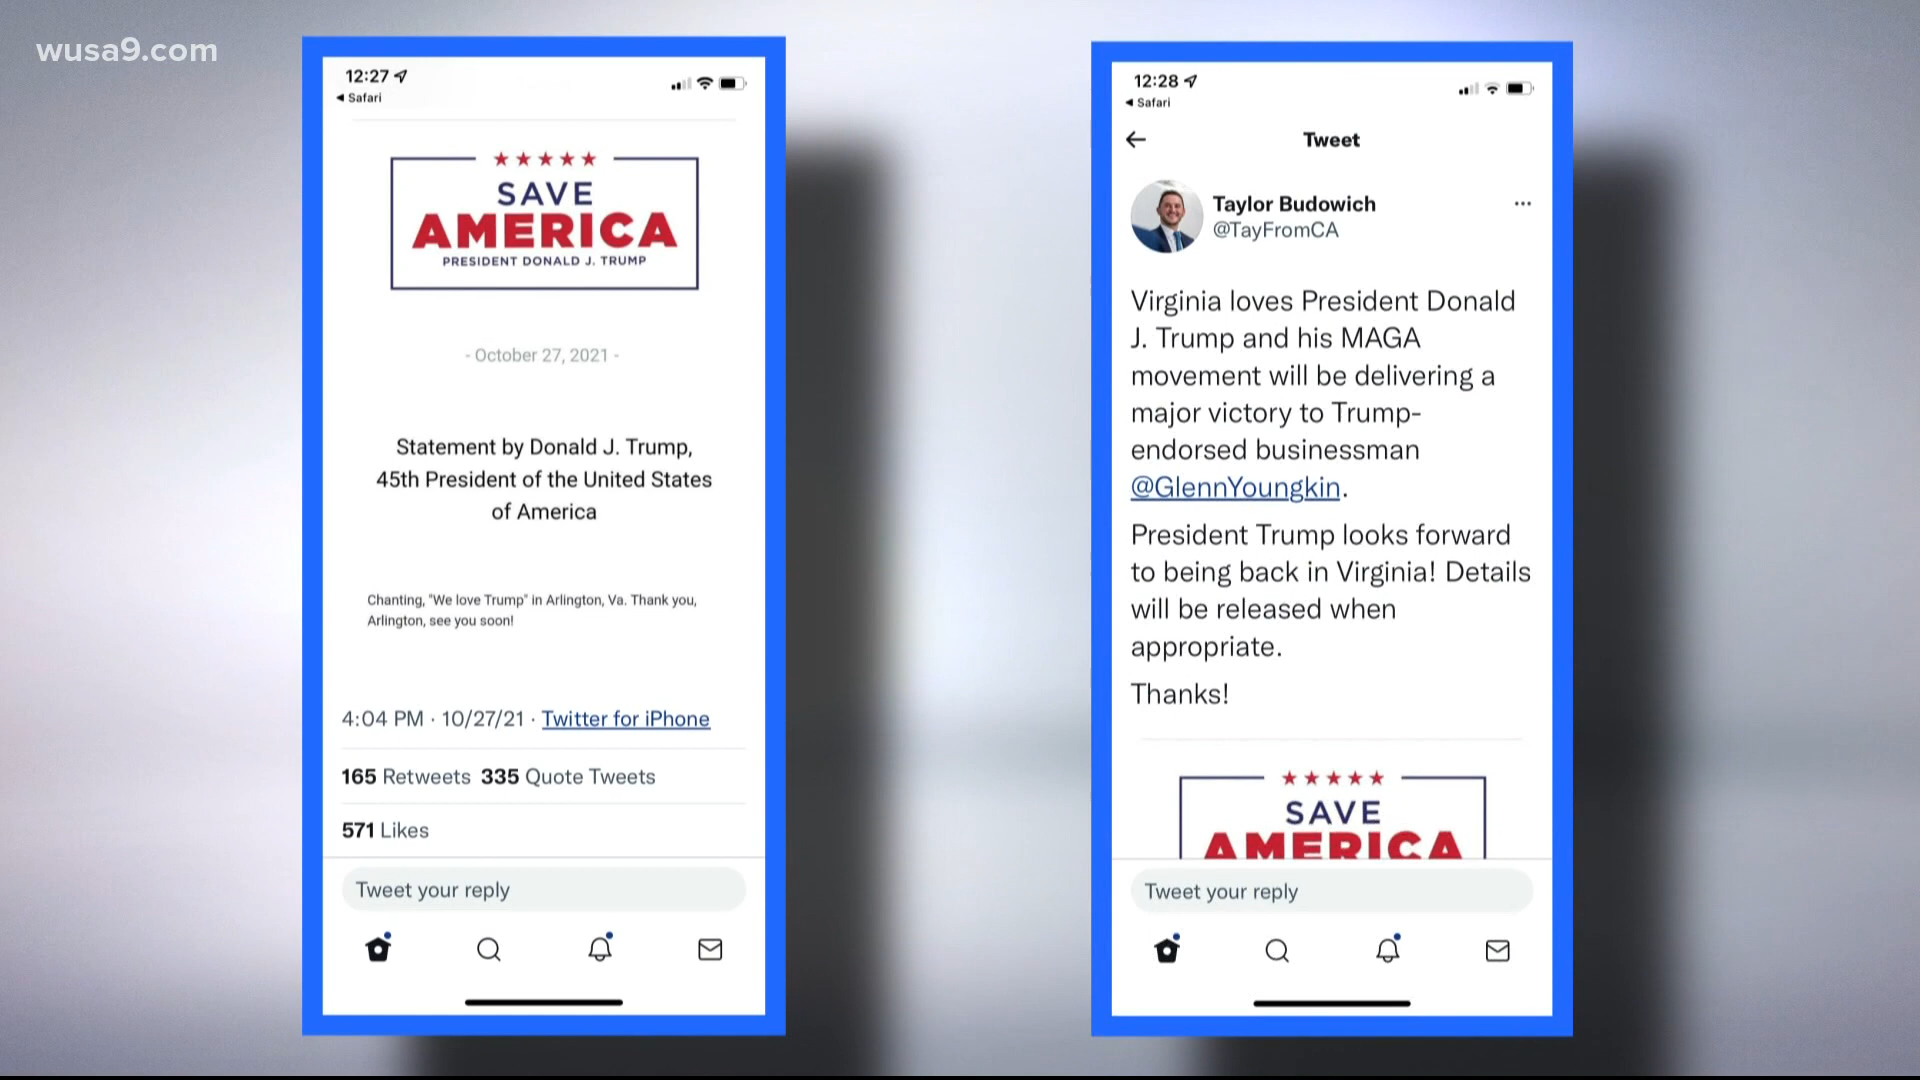 wusa9.com
12:27
◄ Safari
SAVE
AMERICA
PRESIDENT DONALD J. TRUMP
- October 27, 2021 -
Statement by Donald J. Trump,
45th President of the United States
of America
Chanting, "We love Trump" in Arlington, Va. Thank you,
Arlington, see you soon!
4:04 PM · 10/27/21 · Twitter for iPhone
165 Retweets 335 Quote Tweets
571 Likes
Tweet your reply
12:28
◄ Safari
Tweet
Taylor Budowich
@TayFromCA
Virginia loves President Donald
J. Trump and his MAGA
movement will be delivering a
major victory to Trump-
endorsed businessman
@GlennYoungkin.
President Trump looks forward
to being back in Virginia! Details
will be released when
appropriate.
Thanks!
SAVE
AMERICA
Tweet your reply